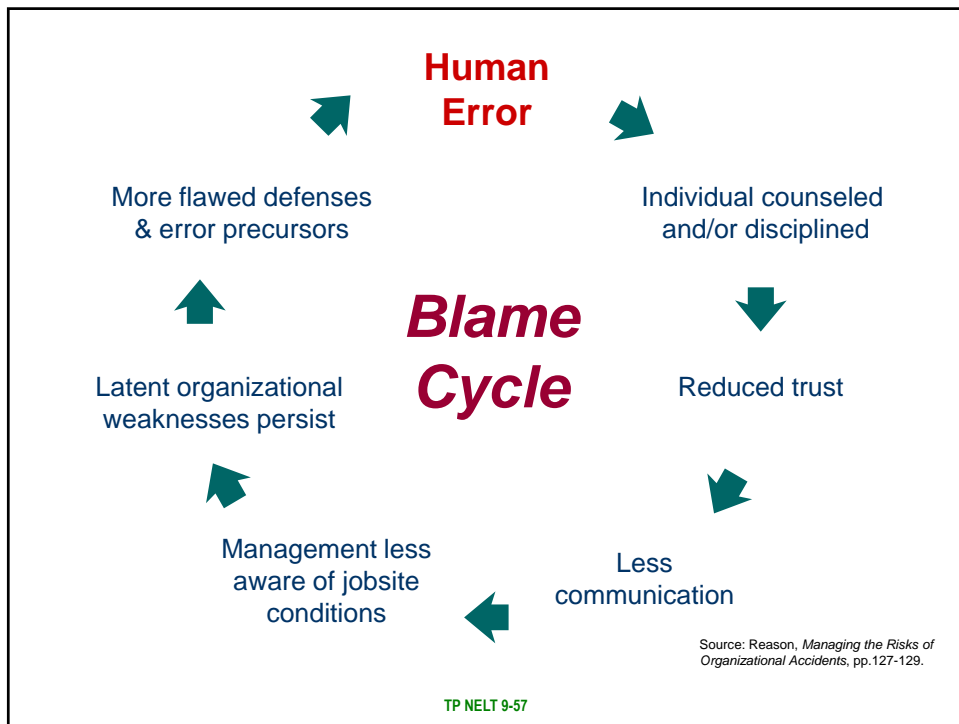 Human
Error
Individual counseled
and/or disciplined
Reduced trust
Less
communication
Management less
aware of jobsite
conditions
Latent organizational
weaknesses persist
More flawed defenses
& error precursors
Blame
Cycle
Source: Reason, Managing the Risks of
Organizational Accidents, pp.127-129.
TP NELT 9-57